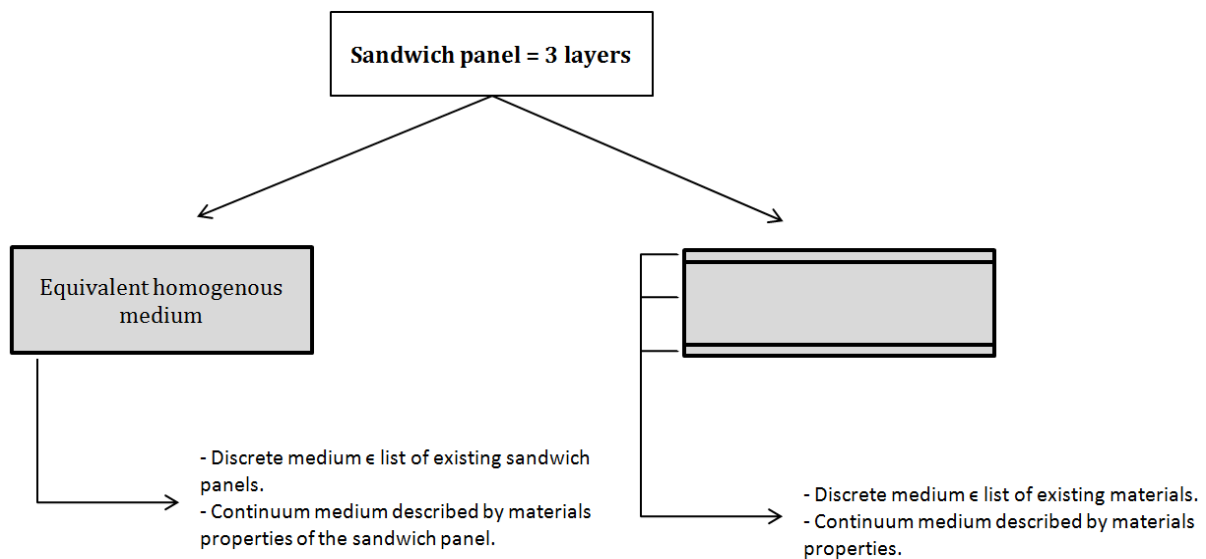 Sandwich panel = 3 layers
Equivalent homogenous
medium
- Discrete medium ϵ list of existing sandwich
panels.
- Continuum medium described by materials
properties of the sandwich panel.
- Discrete medium ϵ list of existing materials.
- Continuum medium described by materials
properties.